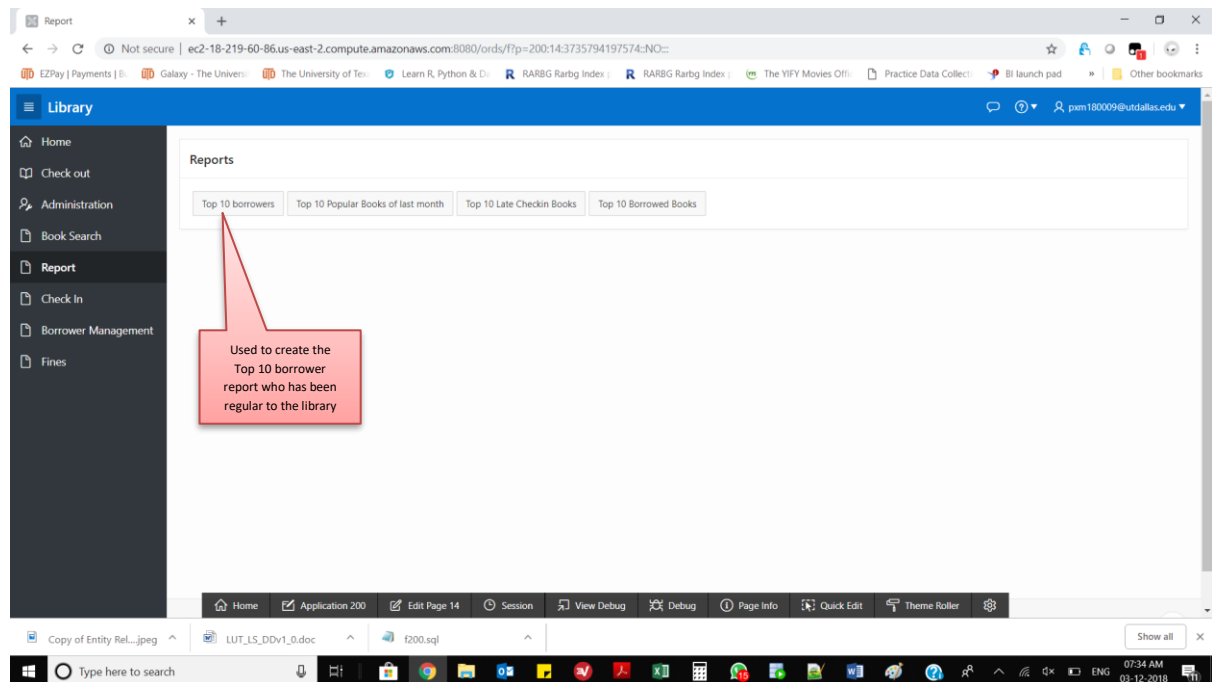 Report
Not secure | ec2-18-219-60-86.us-east-2.compute.amazonaws.com:8080/ords/f?p=200:14:3735794197574::NO:::
EZPay | Payments | B Galaxy - The Universi The University of Tex Learn R, Python & Da RARBG Rarbg Index RARBG Rarbg Index The YIFY Movies Offi Practice Data Collecti BI launch pad » Other bookmarks
Library
pxm180009@utdallas.edu
Home
Check out
Administration
Book Search
Report
Check In
Borrower Management
Fines
Reports
Top 10 borrowers Top 10 Popular Books of last month Top 10 Late Checkin Books Top 10 Borrowed Books
Used to create the
Top 10 borrower
report who has been
regular to the library
Home Application 200 Edit Page 14 Session View Debug Debug Page Info Quick Edit Theme Roller
Copy of Entity Rel....jpeg LUT_LS_DDv1_0.doc f200.sql Show all
Type here to search
15
ENG
07:34 AM
03-12-2018
11